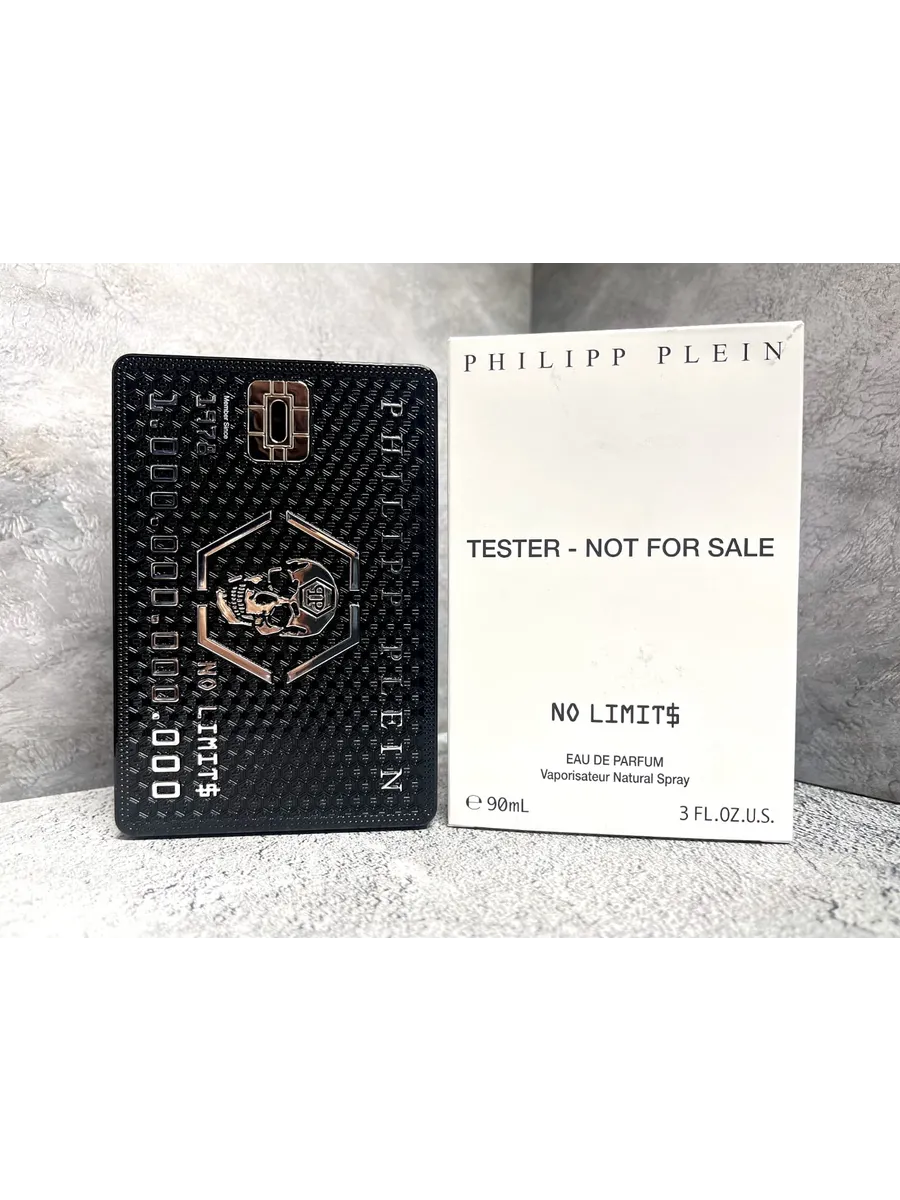 PHILIPP PLEIN
Member Since
1978
1.000.000.000.000
NO LIMIT$
PHILIPP PLEIN
TESTER - NOT FOR SALE
NO LIMIT$
EAU DE PARFUM
Vaporisateur Natural Spray
℮ 90mL
3 FL.OZ.U.S.